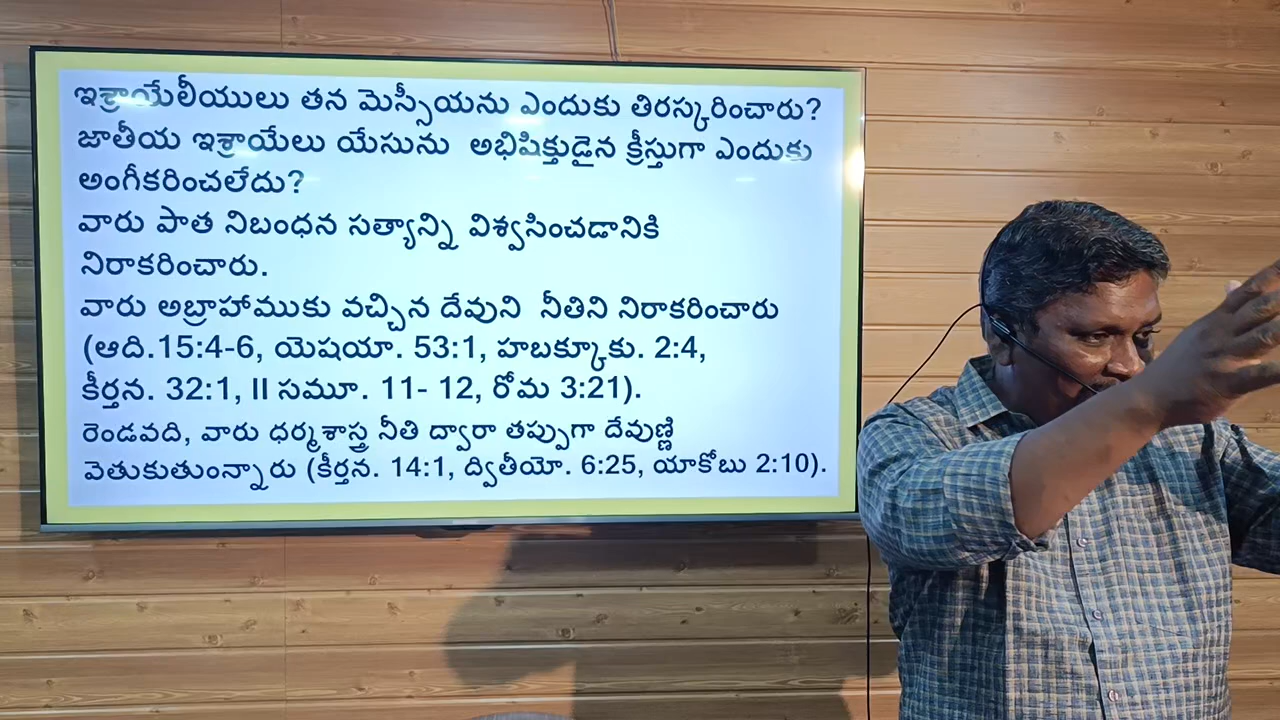 ఇశ్రాయేలీయులు తన మెస్సీయను ఎందుకు తిరస్కరించారు?
జాతీయ ఇశ్రాయేలు యేసును అభిషిక్తుడైన క్రీస్తుగా ఎందుకు
అంగీకరించలేదు?
వారు పాత నిబంధన సత్యాన్ని విశ్వసించడానికి
నిరాకరించారు.
వారు అబ్రాహాముకు వచ్చిన దేవుని నీతిని నిరాకరించారు
(ఆది.15:4-6, యెషయా. 53:1, హబక్కూకు. 2:4,
కీర్తన. 32:1, II సమూ. 11- 12, రోమ 3:21).
రెండవది, వారు ధర్మశాస్త్ర నీతి ద్వారా తప్పుగా దేవుణ్ణి
వెతుకుతుంన్నారు (కీర్తన. 14:1, ద్వితీయో. 6:25, యాకోబు 2:10).